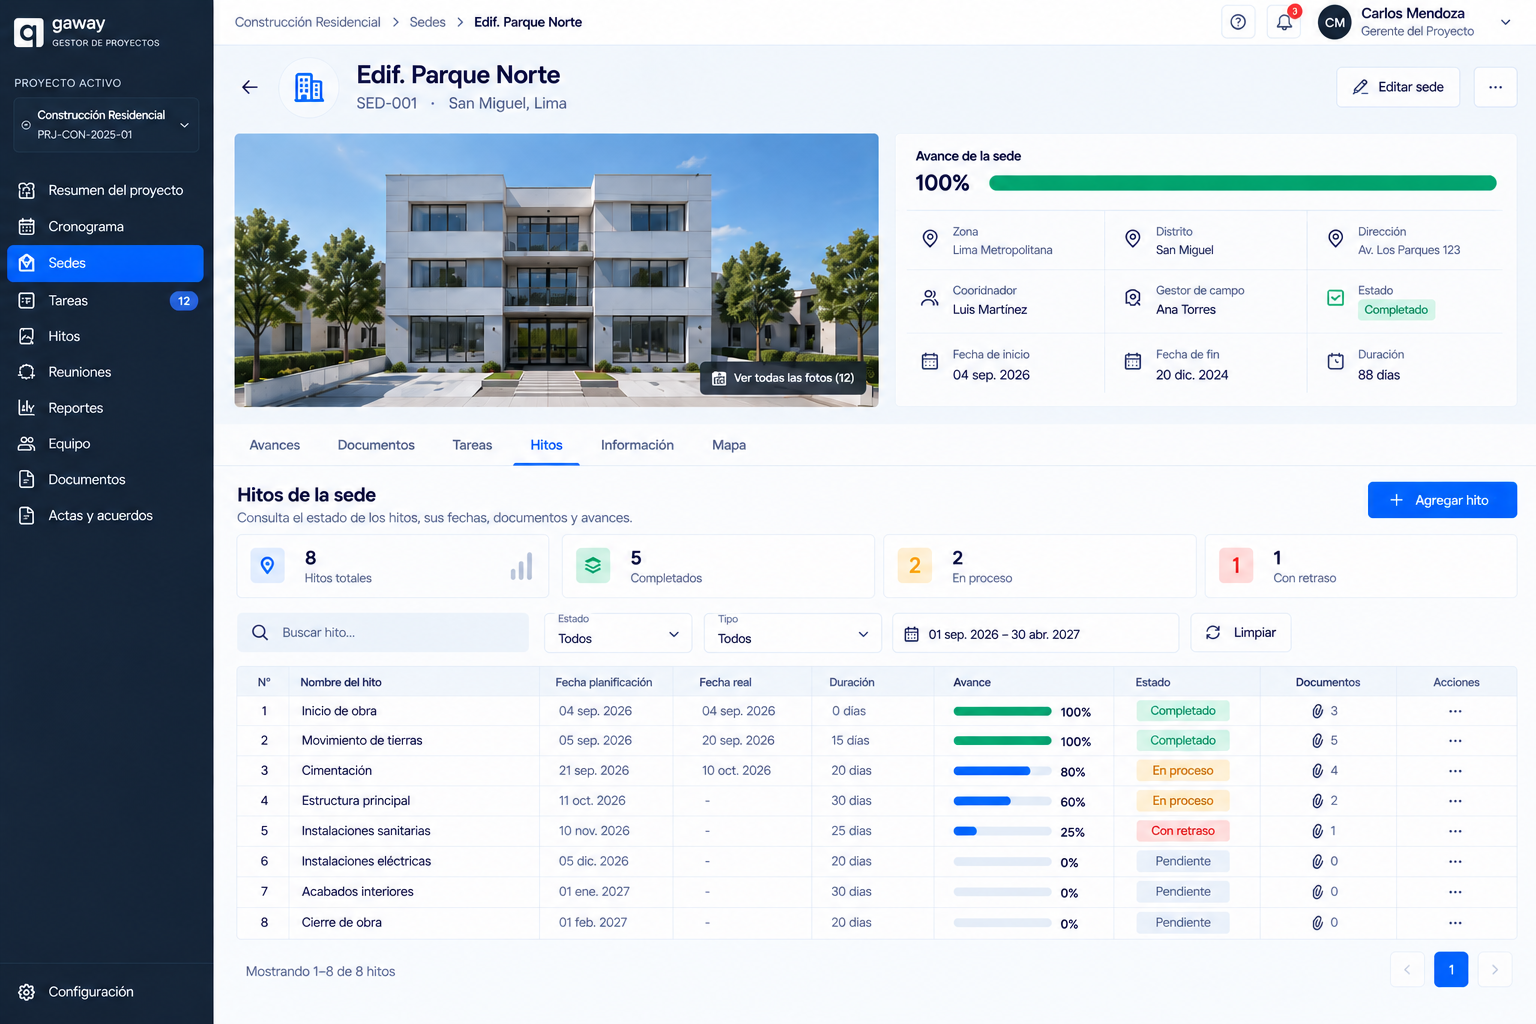 gaway
GESTOR DE PROYECTOS
PROYECTO ACTIVO
Construcción Residencial
PRJ-CON-2025-01
Resumen del proyecto
Cronograma
Sedes
Tareas 12
Hitos
Reuniones
Reportes
Equipo
Documentos
Actas y acuerdos
Configuración
Construcción Residencial > Sedes > Edif. Parque Norte
3
CM
Carlos Mendoza
Gerente del Proyecto
Edif. Parque Norte
SED-001 · San Miguel, Lima
Editar sede
Ver todas las fotos (12)
Avance de la sede
100%
Zona
Lima Metropolitana
Distrito
San Miguel
Dirección
Av. Los Parques 123
Cooridnador
Luis Martínez
Gestor de campo
Ana Torres
Estado
Completado
Fecha de inicio
04 sep. 2026
Fecha de fin
20 dic. 2024
Duración
88 dias
Avances Documentos Tareas Hitos Información Mapa
Hitos de la sede
Consulta el estado de los hitos, sus fechas, documentos y avances.
+ Agregar hito
8
Hitos totales
5
Completados
2
2
En proceso
1
1
Con retraso
Buscar hito...
Estado
Todos
Tipo
Todos
01 sep. 2026 – 30 abr. 2027
Limpiar
N° Nombre del hito Fecha planificación Fecha real Duración Avance Estado Documentos Acciones
1 Inicio de obra 04 sep. 2026 04 sep. 2026 0 días 100% Completado 3 ...
2 Movimiento de tierras 05 sep. 2026 20 sep. 2026 15 días 100% Completado 5 ...
3 Cimentación 21 sep. 2026 10 oct. 2026 20 dias 80% En proceso 4 ...
4 Estructura principal 11 oct. 2026 - 30 dias 60% En proceso 2 ...
5 Instalaciones sanitarias 10 nov. 2026 - 25 dias 25% Con retraso 1 ...
6 Instalaciones eléctricas 05 dic. 2026 - 20 dias 0% Pendiente 0 ...
7 Acabados interiores 01 ene. 2027 - 30 dias 0% Pendiente 0 ...
8 Cierre de obra 01 feb. 2027 - 20 dias 0% Pendiente 0 ...
Mostrando 1–8 de 8 hitos
< 1 >